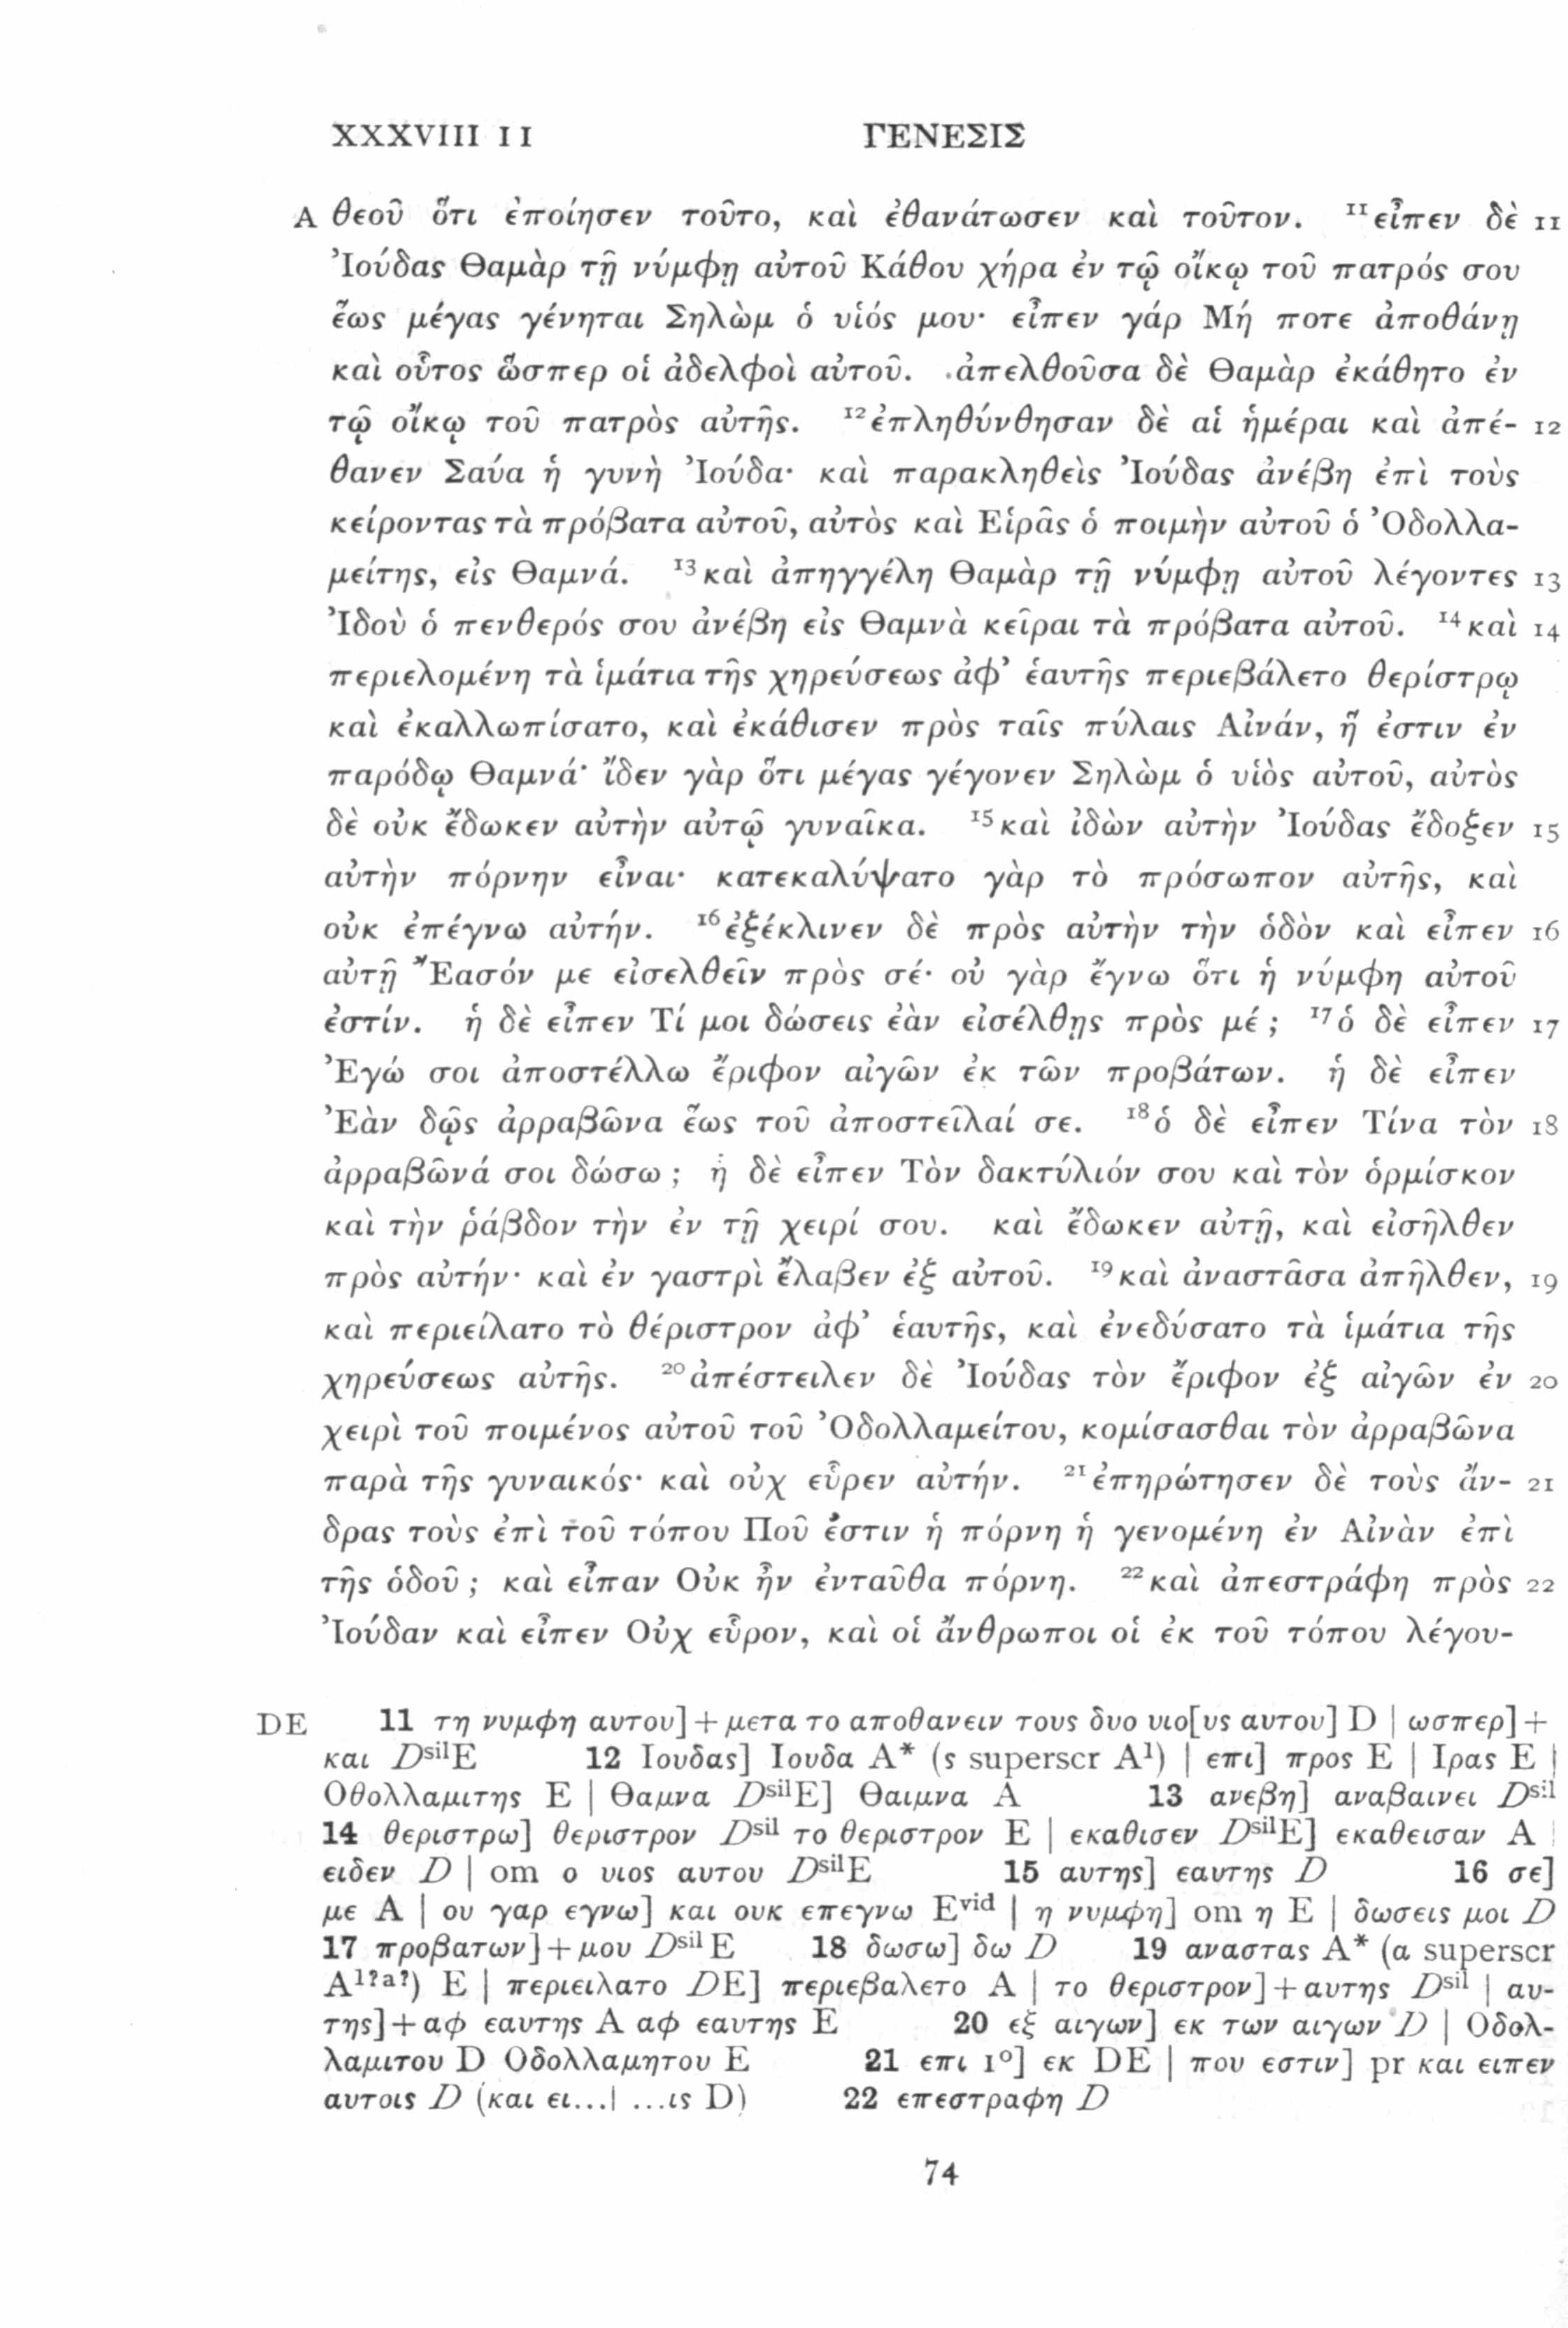 XXXVIII 11 ΓΕΝΕΣΙΣ
A θεοῦ ὅτι ἐποίησεν τοῦτο, καὶ ἐθανάτωσεν καὶ τοῦτον. ¹¹εἶπεν δὲ 11
Ἰούδας Θαμὰρ τῇ νύμφῃ αὐτοῦ Κάθου χήρα ἐν τῷ οἴκῳ τοῦ πατρός σου
ἕως μέγας γένηται Σηλὼμ ὁ υἱός μου· εἶπεν γάρ Μή ποτε ἀποθάνῃ
καὶ οὗτος ὥσπερ οἱ ἀδελφοὶ αὐτοῦ. ἀπελθοῦσα δὲ Θαμὰρ ἐκάθητο ἐν
τῷ οἴκῳ τοῦ πατρὸς αὐτῆς. ¹²ἐπληθύνθησαν δὲ αἱ ἡμέραι καὶ ἀπέ- 12
θανεν Σαύα ἡ γυνὴ Ἰούδα· καὶ παρακληθεὶς Ἰούδας ἀνέβη ἐπὶ τοὺς
κείροντας τὰ πρόβατα αὐτοῦ, αὐτὸς καὶ Εἱρὰς ὁ ποιμὴν αὐτοῦ ὁ Ὀδολλα-
μείτης, εἰς Θαμνά. ¹³καὶ ἀπηγγέλη Θαμὰρ τῇ νύμφῃ αὐτοῦ λέγοντες 13
Ἰδοὺ ὁ πενθερός σου ἀνέβη εἰς Θαμνὰ κεῖραι τὰ πρόβατα αὐτοῦ. ¹⁴καὶ 14
περιελομένη τὰ ἱμάτια τῆς χηρεύσεως ἀφ’ ἑαυτῆς περιεβάλετο θερίστρῳ
καὶ ἐκαλλωπίσατο, καὶ ἐκάθισεν πρὸς ταῖς πύλαις Αἰνάν, ἥ ἐστιν ἐν
παρόδῳ Θαμνά· ἴδεν γὰρ ὅτι μέγας γέγονεν Σηλὼμ ὁ υἱὸς αὐτοῦ, αὐτὸς
δὲ οὐκ ἔδωκεν αὐτὴν αὐτῷ γυναῖκα. ¹⁵καὶ ἰδὼν αὐτὴν Ἰούδας ἔδοξεν 15
αὐτὴν πόρνην εἶναι· κατεκαλύψατο γὰρ τὸ πρόσωπον αὐτῆς, καὶ
οὐκ ἐπέγνω αὐτήν. ¹⁶ἐξέκλινεν δὲ πρὸς αὐτὴν τὴν ὁδὸν καὶ εἶπεν 16
αὐτῇ Ἔασόν με εἰσελθεῖν πρὸς σέ· οὐ γὰρ ἔγνω ὅτι ἡ νύμφη αὐτοῦ
ἐστίν. ἡ δὲ εἶπεν Τί μοι δώσεις ἐὰν εἰσέλθῃς πρὸς μέ; ¹⁷ὁ δὲ εἶπεν 17
Ἐγώ σοι ἀποστέλλω ἔριφον αἰγῶν ἐκ τῶν προβάτων. ἡ δὲ εἶπεν
Ἐὰν δῷς ἀρραβῶνα ἕως τοῦ ἀποστεῖλαί σε. ¹⁸ὁ δὲ εἶπεν Τίνα τὸν 18
ἀρραβῶνά σοι δώσω; ἡ δὲ εἶπεν Τὸν δακτύλιόν σου καὶ τὸν ὁρμίσκον
καὶ τὴν ῥάβδον τὴν ἐν τῇ χειρί σου. καὶ ἔδωκεν αὐτῇ, καὶ εἰσῆλθεν
πρὸς αὐτήν· καὶ ἐν γαστρὶ ἔλαβεν ἐξ αὐτοῦ. ¹⁹καὶ ἀναστᾶσα ἀπῆλθεν, 19
καὶ περιείλατο τὸ θέριστρον ἀφ’ ἑαυτῆς, καὶ ἐνεδύσατο τὰ ἱμάτια τῆς
χηρεύσεως αὐτῆς. ²⁰ἀπέστειλεν δὲ Ἰούδας τὸν ἔριφον ἐξ αἰγῶν ἐν 20
χειρὶ τοῦ ποιμένος αὐτοῦ τοῦ Ὀδολλαμείτου, κομίσασθαι τὸν ἀρραβῶνα
παρὰ τῆς γυναικός· καὶ οὐχ εὗρεν αὐτήν. ²¹ἐπηρώτησεν δὲ τοὺς ἄν- 21
δρας τοὺς ἐπὶ τοῦ τόπου Ποῦ ἐστιν ἡ πόρνη ἡ γενομένη ἐν Αἰνὰν ἐπὶ
τῆς ὁδοῦ; καὶ εἶπαν Οὐκ ἦν ἐνταῦθα πόρνη. ²²καὶ ἀπεστράφη πρὸς 22
Ἰούδαν καὶ εἶπεν Οὐχ εὗρον, καὶ οἱ ἄνθρωποι οἱ ἐκ τοῦ τόπου λέγου-
DE 11 τη νυμφη αυτου]+μετα το αποθανειν τους δυο υιο[υς αυτου] D | ωσπερ]+
και Dˢⁱˡ E 12 Ιουδας] Ιουδα A* (ς superscr A¹) | επι] προς E | Ιρας E |
Οθολλαμιτης E | Θαμνα Dˢⁱˡ E] Θαιμνα A 13 ανεβη] αναβαινει Dˢⁱˡ
14 θεριστρω] θεριστρον Dˢⁱˡ το θεριστρον E | εκαθισεν Dˢⁱˡ E] εκαθεισαν A |
ειδεν D | om ο υιος αυτου Dˢⁱˡ E 15 αυτης] εαυτης D 16 σε]
με A | ου γαρ εγνω] και ουκ επεγνω Eᵛⁱᵈ | η νυμφη] om η E | δωσεις μοι D
17 προβατων]+μου Dˢⁱˡ E 18 δωσω] δω D 19 αναστας A* (α superscr
A¹ˀᵃˀ) E | περιειλατο DE] περιεβαλετο A | το θεριστρον]+αυτης Dˢⁱˡ | αυ-
της]+αφ εαυτης A αφ εαυτης E 20 εξ αιγων] εκ των αιγων D | Οδολ-
λαμιτου D Οδολλαμητου E 21 επι 1º] εκ DE | που εστιν] pr και ειπεν
αυτοις D (και ει...|...ις D) 22 επεστραφη D
74